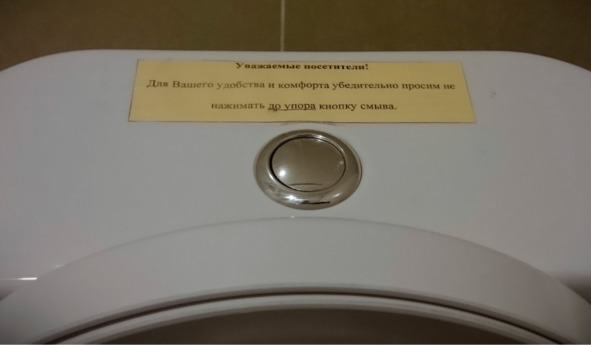 Уважаемые посетители!
Для Вашего удобства и комфорта убедительно просим не
нажимать до упора кнопку смыва.